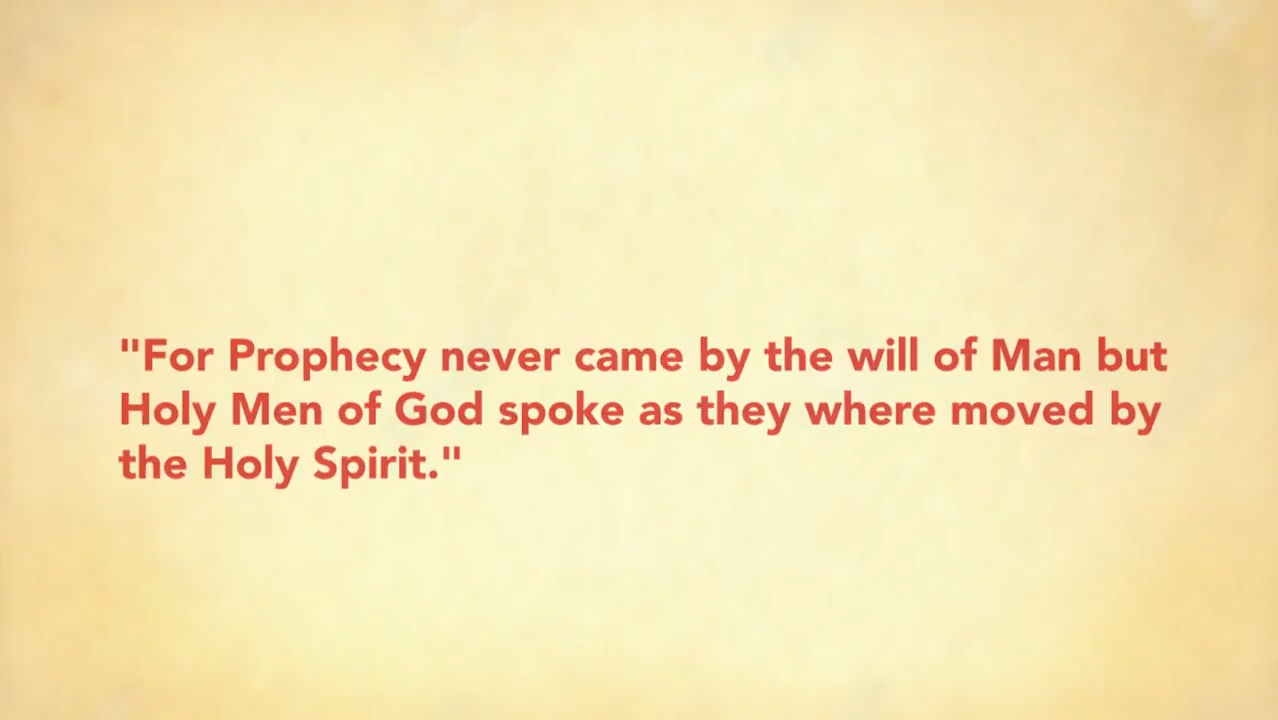 "For Prophecy never came by the will of Man but
Holy Men of God spoke as they where moved by
the Holy Spirit."